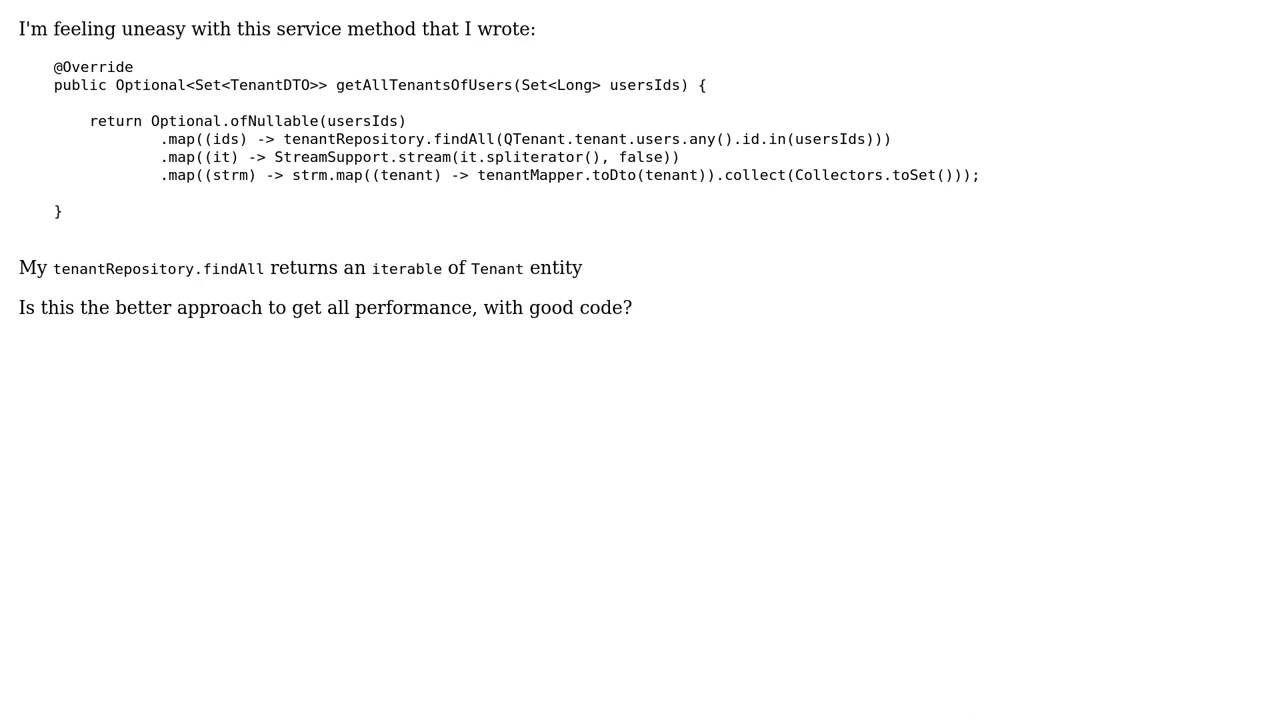 I'm feeling uneasy with this service method that I wrote:
@Override
public Optional<Set<TenantDTO>> getAllTenantsOfUsers(Set<Long> usersIds) {
return Optional.ofNullable(usersIds)
.map((ids) -> tenantRepository.findAll(QTenant.tenant.users.any().id.in(usersIds)))
.map((it) -> StreamSupport.stream(it.spliterator(), false))
.map((strm) -> strm.map((tenant) -> tenantMapper.toDto(tenant)).collect(Collectors.toSet()));
}
My tenantRepository.findAll returns an iterable of Tenant entity
Is this the better approach to get all performance, with good code?